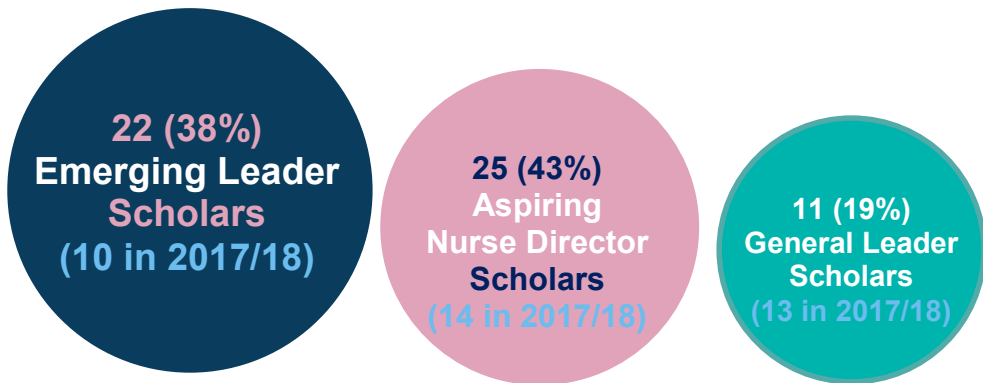 22 (38%)
Emerging Leader
Scholars
(10 in 2017/18)
25 (43%)
Aspiring
Nurse Director
Scholars
(14 in 2017/18)
11 (19%)
General Leader
Scholars
(13 in 2017/18)